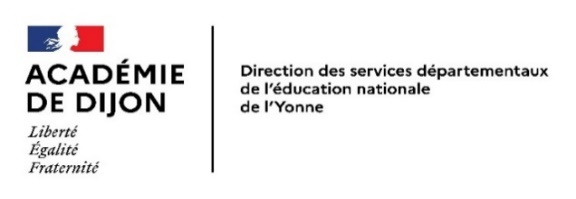 ACADÉMIE
DE DIJON
Liberté
Égalité
Fraternité
Direction des services départementaux
de l'éducation nationale
de l'Yonne